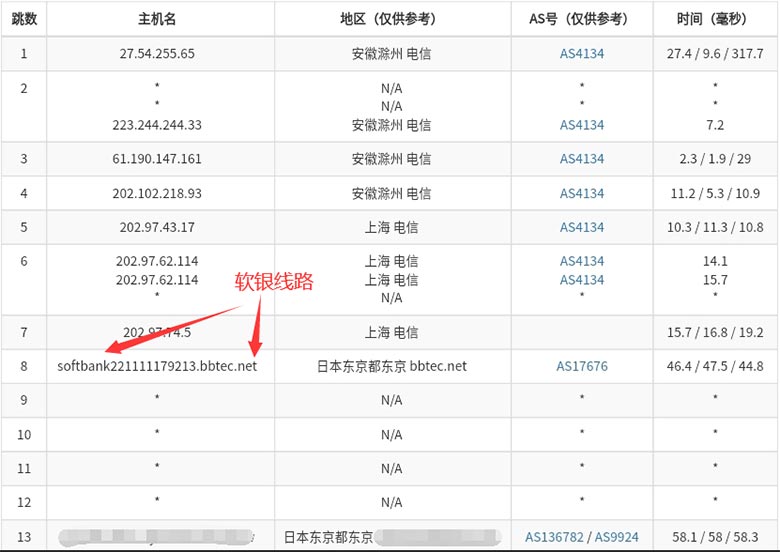 跳数 主机名 地区（仅供参考） AS号（仅供参考） 时间（毫秒）
1 27.54.255.65 安徽滁州 电信 AS4134 27.4 / 9.6 / 317.7
2 * N/A * *
* N/A * *
223.244.244.33 安徽滁州 电信 AS4134 7.2
3 61.190.147.161 安徽滁州 电信 AS4134 2.3 / 1.9 / 29
4 202.102.218.93 安徽滁州 电信 AS4134 11.2 / 5.3 / 10.9
5 202.97.43.17 上海 电信 AS4134 10.3 / 11.3 / 10.8
6 202.97.62.114 上海 电信 AS4134 14.1
202.97.62.114 上海 电信 AS4134 15.7
* N/A * *
软银线路
7 202.97.74.5 上海 电信 15.7 / 16.8 / 19.2
8 softbank221111179213.bbtec.net 日本东京都东京 bbtec.net AS17676 46.4 / 47.5 / 44.8
9 * N/A * *
10 * N/A * *
11 * N/A * *
12 * N/A * *
13 日本东京都东京 AS136782 / AS9924 58.1 / 58 / 58.3